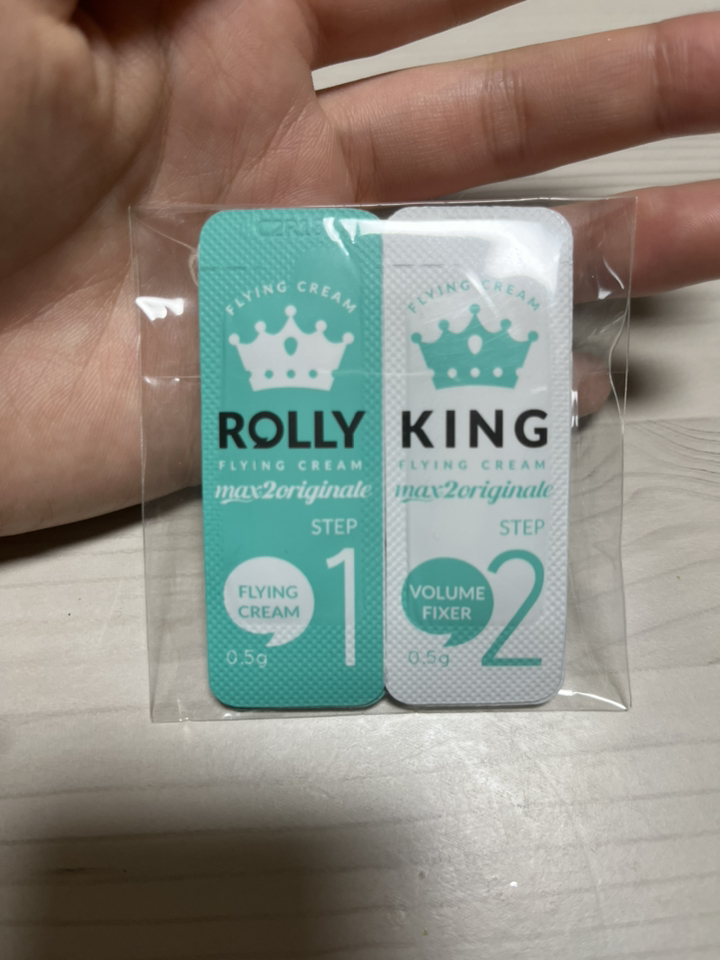 FLYING CREAM
ROLLY
FLYING CREAM
max2originale
STEP
1
FLYING
CREAM
0.5g
FLYING CREAM
KING
FLYING CREAM
max2originale
STEP
2
VOLUME
FIXER
0.5g